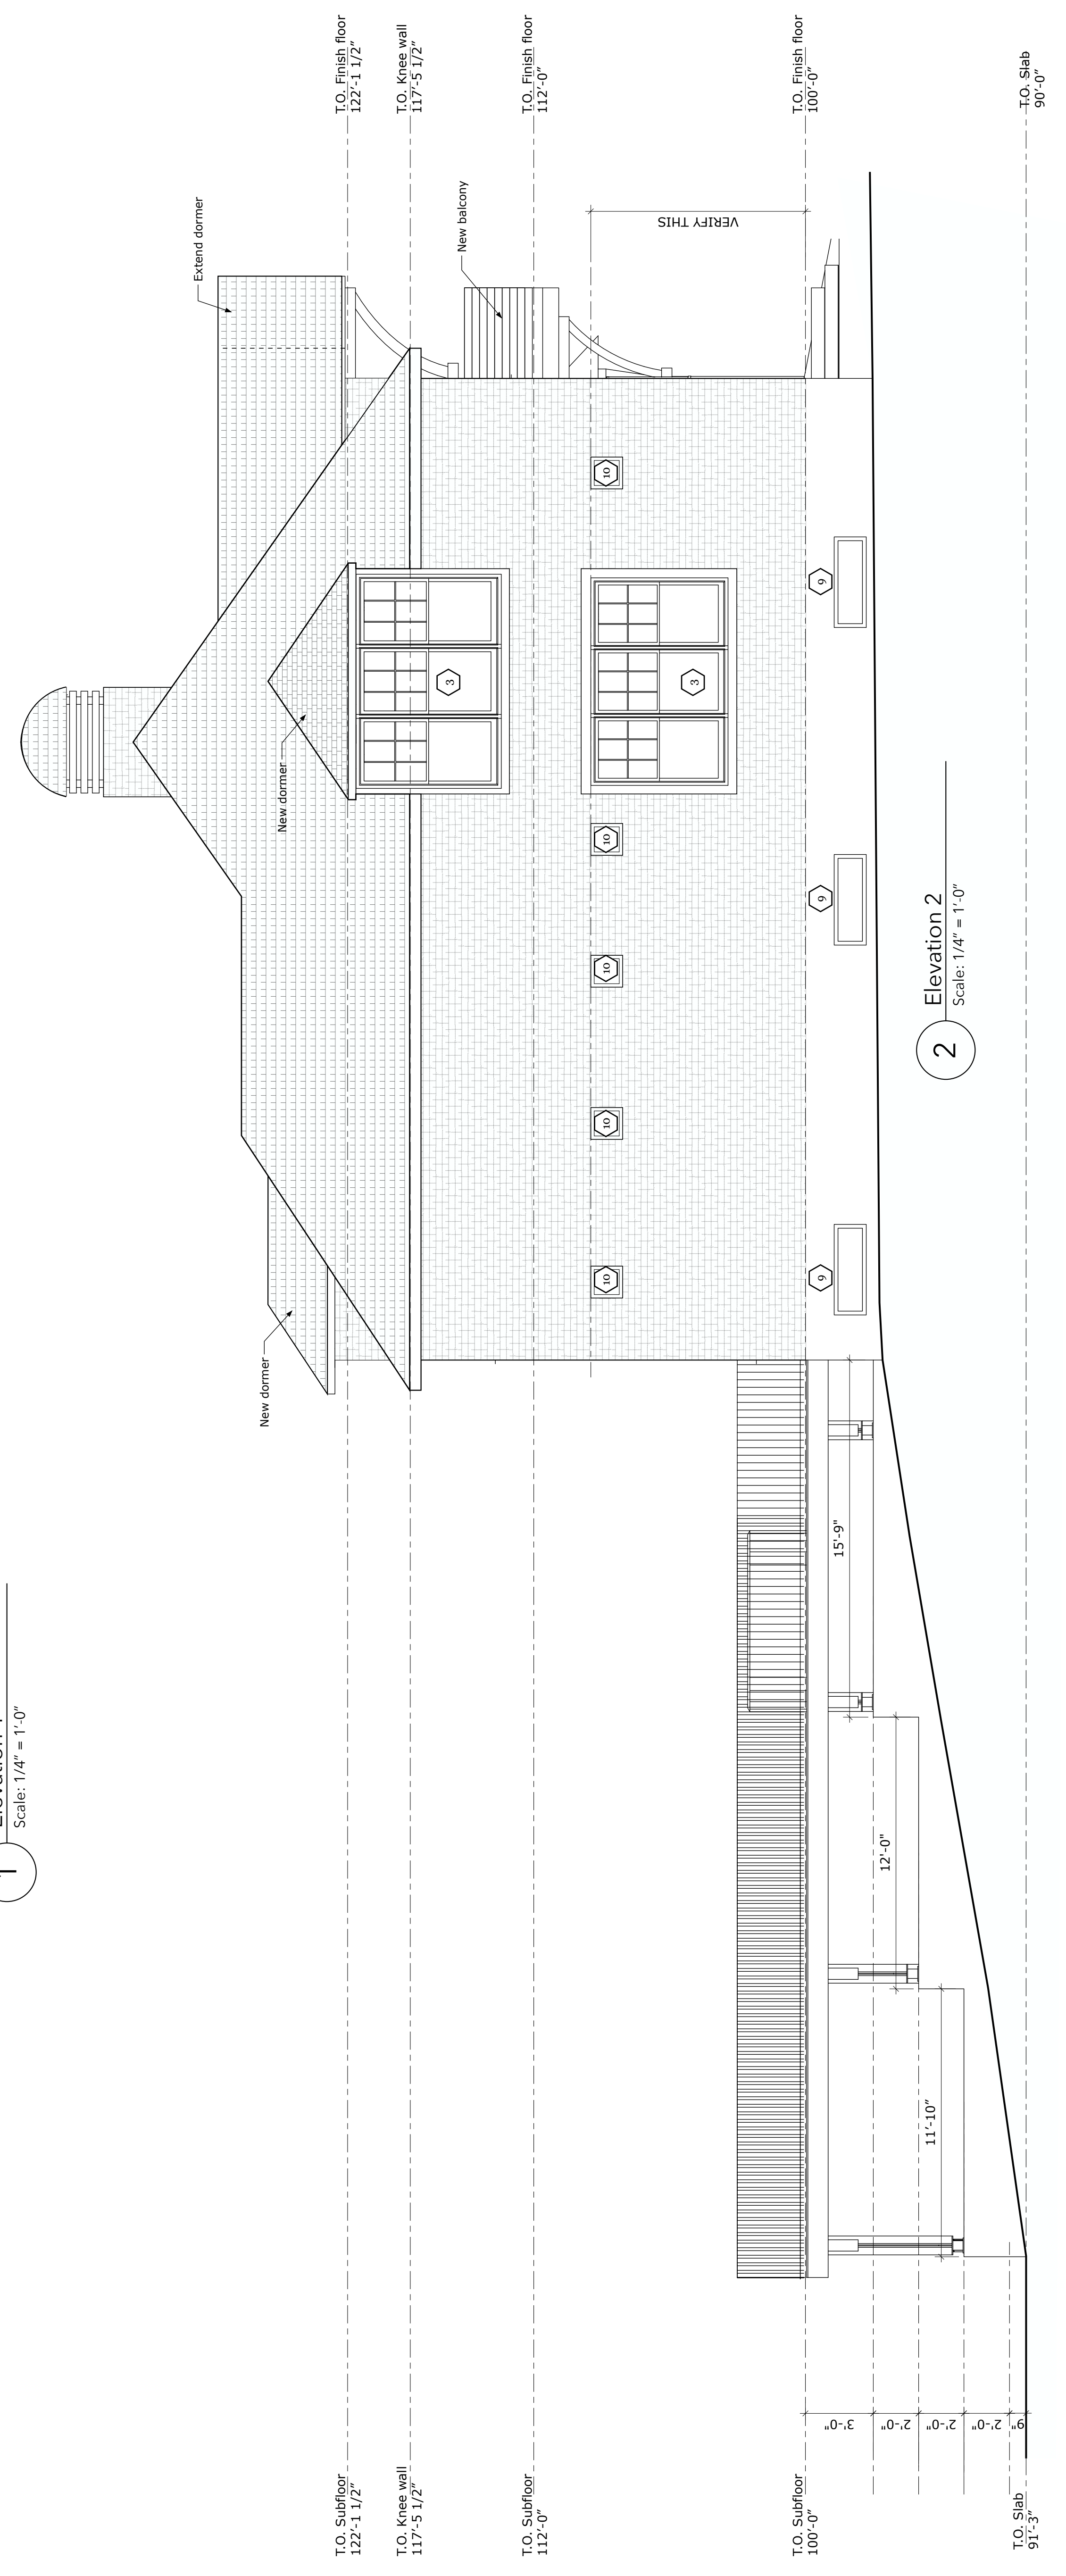 Scale: 1/4" = 1'-0"
T.O. Subfloor
122'-1 1/2"
T.O. Finish floor
122'-1 1/2"
T.O. Knee wall
117'-5 1/2"
T.O. Knee wall
117'-5 1/2"
T.O. Subfloor
112'-0"
T.O. Finish floor
112'-0"
T.O. Subfloor
100'-0"
T.O. Finish floor
100'-0"
T.O. Slab
91'-3"
T.O. Slab
90'-0"
Extend dormer
New dormer
New dormer
New balcony
3
3
10
10
10
10
10
9
9
9
VERIFY THIS
15'-9"
12'-0"
11'-10"
3'-0"
2'-0"
2'-0"
2'-0"
9"
2
Elevation 2
Scale: 1/4" = 1'-0"